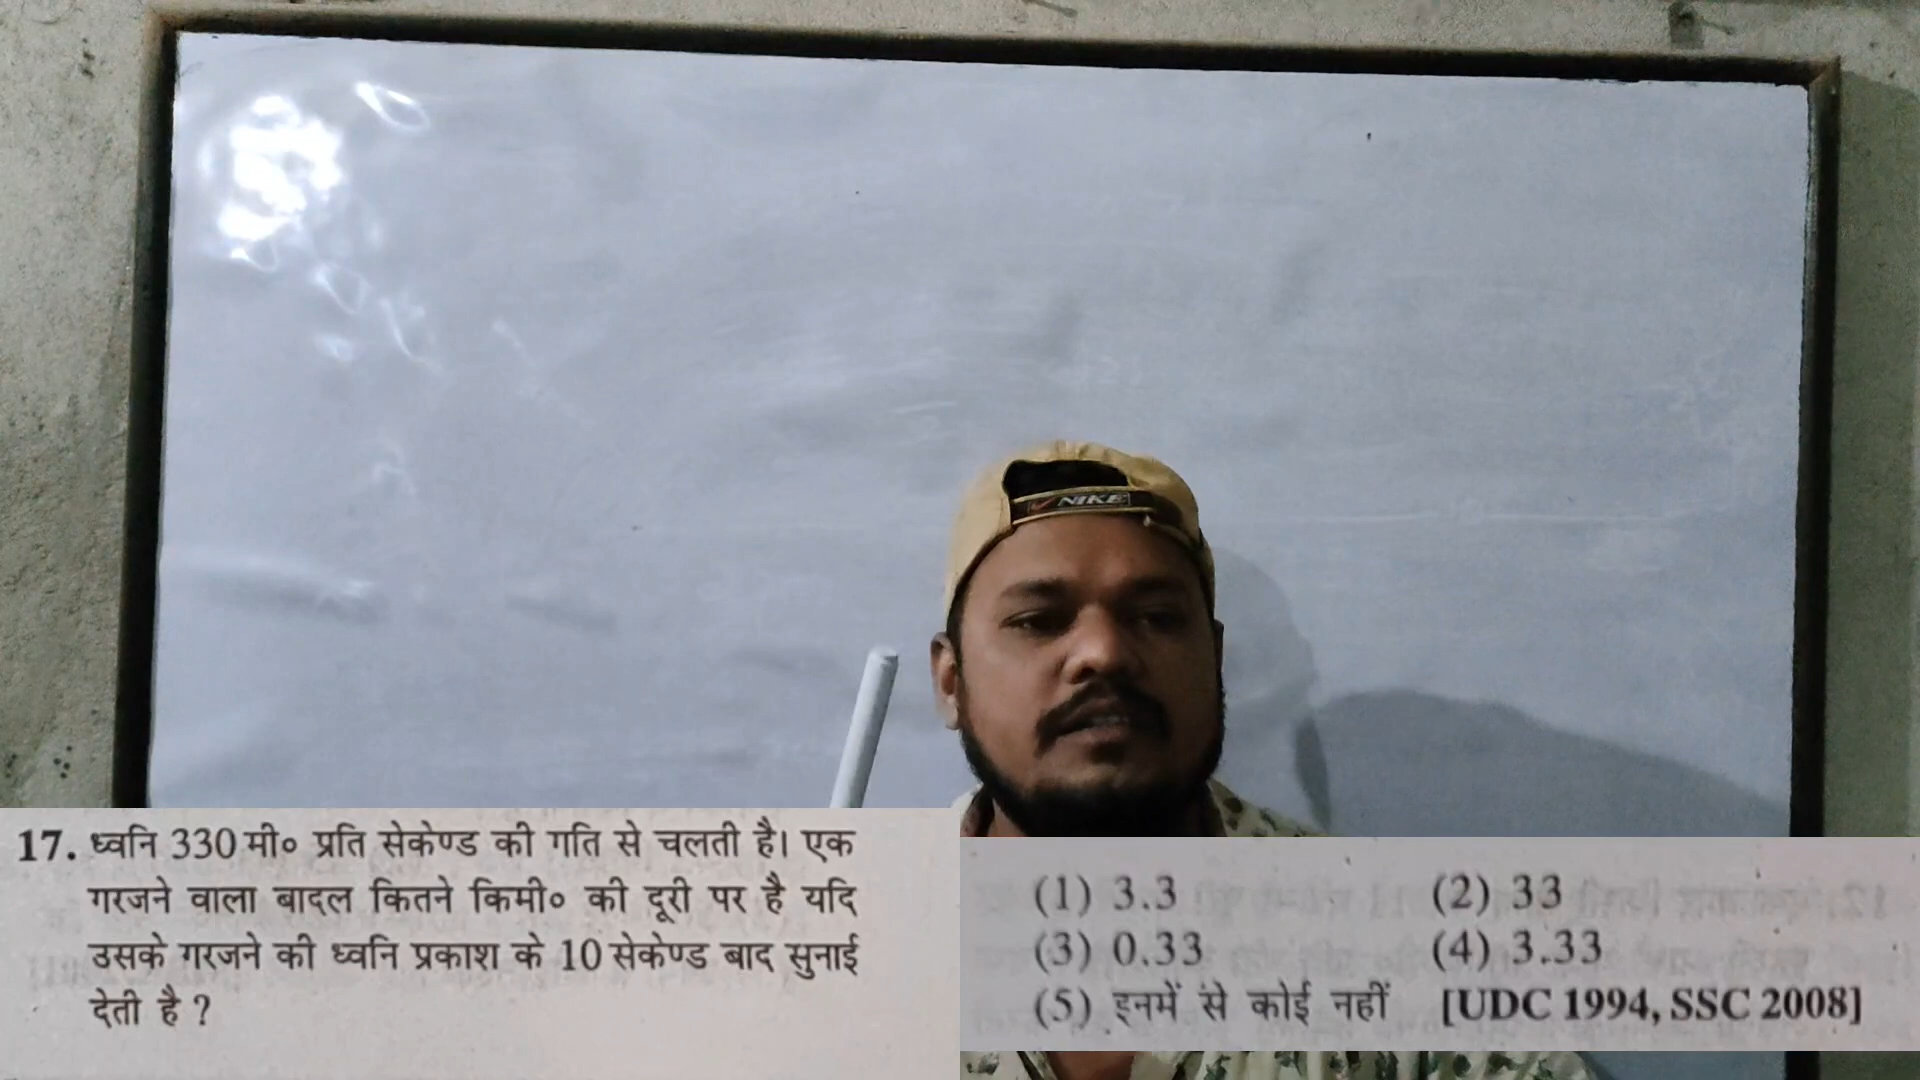 NIKE
17. ध्वनि 330 मी० प्रति सेकेण्ड की गति से चलती है। एक
गरजने वाला बादल कितने किमी० की दूरी पर है यदि
उसके गरजने की ध्वनि प्रकाश के 10 सेकेण्ड बाद सुनाई
देती है ?
(1) 3.3 (2) 33
(3) 0.33 (4) 3.33
(5) इनमें से कोई नहीं [UDC 1994, SSC 2008]